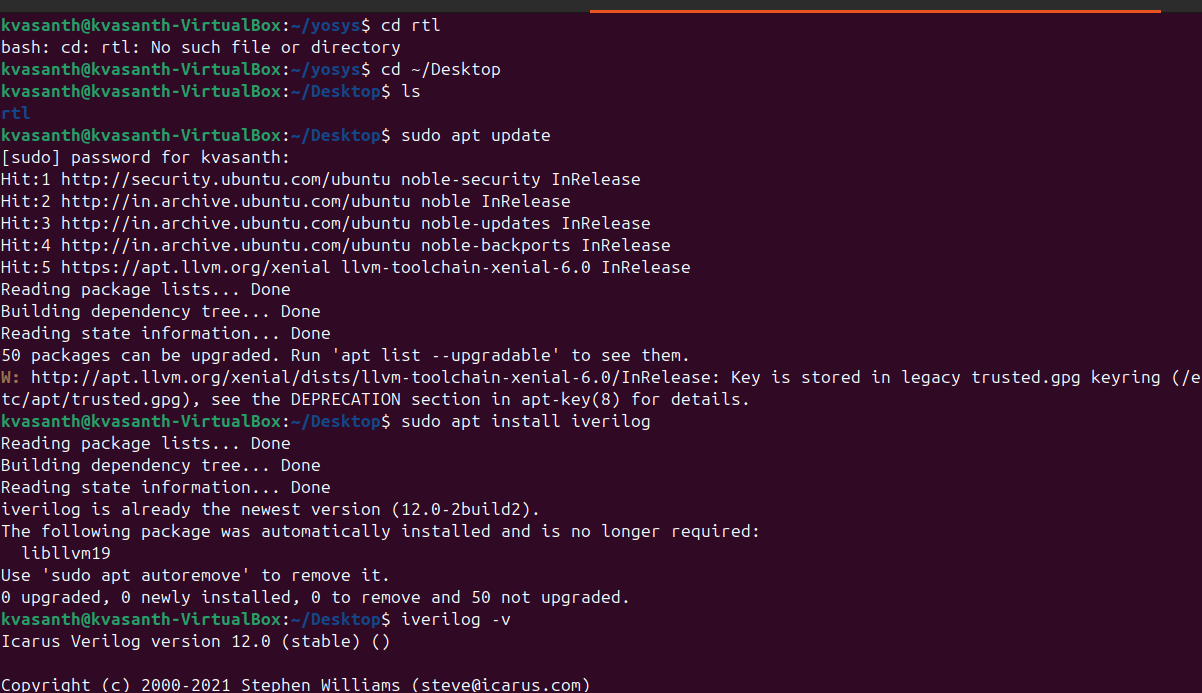 kvasanth@kvasanth-VirtualBox:~/yosys$ cd rtl
bash: cd: rtl: No such file or directory
kvasanth@kvasanth-VirtualBox:~/yosys$ cd ~/Desktop
kvasanth@kvasanth-VirtualBox:~/Desktop$ ls
rtl
kvasanth@kvasanth-VirtualBox:~/Desktop$ sudo apt update
[sudo] password for kvasanth:
Hit:1 http://security.ubuntu.com/ubuntu noble-security InRelease
Hit:2 http://in.archive.ubuntu.com/ubuntu noble InRelease
Hit:3 http://in.archive.ubuntu.com/ubuntu noble-updates InRelease
Hit:4 http://in.archive.ubuntu.com/ubuntu noble-backports InRelease
Hit:5 https://apt.llvm.org/xenial llvm-toolchain-xenial-6.0 InRelease
Reading package lists... Done
Building dependency tree... Done
Reading state information... Done
50 packages can be upgraded. Run 'apt list --upgradable' to see them.
W: http://apt.llvm.org/xenial/dists/llvm-toolchain-xenial-6.0/InRelease: Key is stored in legacy trusted.gpg keyring (/e
tc/apt/trusted.gpg), see the DEPRECATION section in apt-key(8) for details.
kvasanth@kvasanth-VirtualBox:~/Desktop$ sudo apt install iverilog
Reading package lists... Done
Building dependency tree... Done
Reading state information... Done
iverilog is already the newest version (12.0-2build2).
The following package was automatically installed and is no longer required:
  libllvm19
Use 'sudo apt autoremove' to remove it.
0 upgraded, 0 newly installed, 0 to remove and 50 not upgraded.
kvasanth@kvasanth-VirtualBox:~/Desktop$ iverilog -v
Icarus Verilog version 12.0 (stable) ()
Copyright (c) 2000-2021 Stephen Williams (steve@icarus.com)